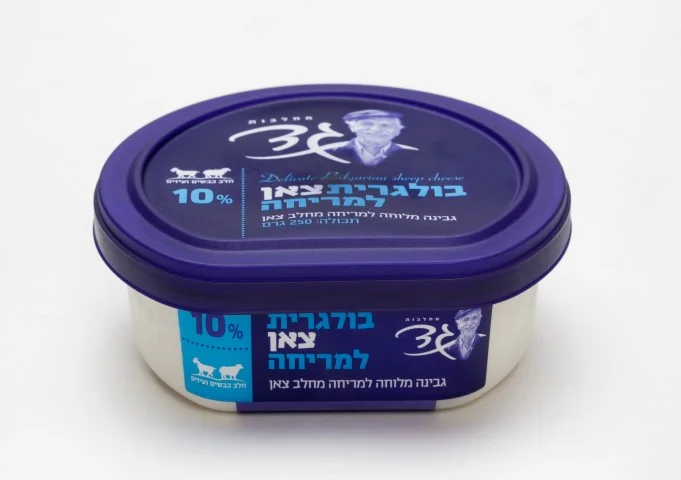 מחלבות
גד
Delicate Bulgarian sheep cheese
בולגרית צאן
למריחה
גבינה מלוחה למריחה מחלב צאן
תכולה: 250 גרם
חלב כבשים ועיזים
10%
10%
חלב כבשים ועיזים
בולגרית
צאן
למריחה
גבינה מלוחה למריחה מחלב צאן
מחלבות
גד